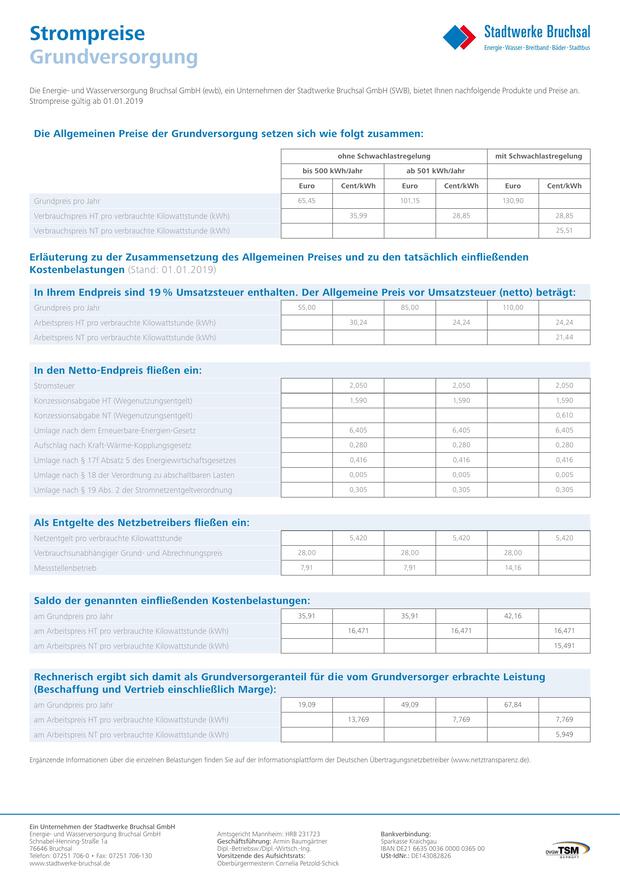 Strompreise
Grundversorgung
Stadtwerke Bruchsal
Energie · Wasser · Breitband · Bäder · Stadtbus
Die Energie- und Wasserversorgung Bruchsal GmbH (ewb), ein Unternehmen der Stadtwerke Bruchsal GmbH (SWB), bietet Ihnen nachfolgende Produkte und Preise an.
Strompreise gültig ab 01.01.2019
Die Allgemeinen Preise der Grundversorgung setzen sich wie folgt zusammen:
ohne Schwachlastregelung mit Schwachlastregelung
bis 500 kWh/Jahr ab 501 kWh/Jahr
Euro Cent/kWh Euro Cent/kWh Euro Cent/kWh
Grundpreis pro Jahr 65,45 101,15 130,90
Verbrauchspreis HT pro verbrauchte Kilowattstunde (kWh) 35,99 28,85 28,85
Verbrauchspreis NT pro verbrauchte Kilowattstunde (kWh) 25,51
Erläuterung zu der Zusammensetzung des Allgemeinen Preises und zu den tatsächlich einfließenden
Kostenbelastungen (Stand: 01.01.2019)
In Ihrem Endpreis sind 19 % Umsatzsteuer enthalten. Der Allgemeine Preis vor Umsatzsteuer (netto) beträgt:
Grundpreis pro Jahr 55,00 85,00 110,00
Arbeitspreis HT pro verbrauchte Kilowattstunde (kWh) 30,24 24,24 24,24
Arbeitspreis NT pro verbrauchte Kilowattstunde (kWh) 21,44
In den Netto-Endpreis fließen ein:
Stromsteuer 2,050 2,050 2,050
Konzessionsabgabe HT (Wegenutzungsentgelt) 1,590 1,590 1,590
Konzessionsabgabe NT (Wegenutzungsentgelt) 0,610
Umlage nach dem Erneuerbare-Energien-Gesetz 6,405 6,405 6,405
Aufschlag nach Kraft-Wärme-Kopplungsgesetz 0,280 0,280 0,280
Umlage nach § 17f Absatz 5 des Energiewirtschaftsgesetzes 0,416 0,416 0,416
Umlage nach § 18 der Verordnung zu abschaltbaren Lasten 0,005 0,005 0,005
Umlage nach § 19 Abs. 2 der Stromnetzentgeltverordnung 0,305 0,305 0,305
Als Entgelte des Netzbetreibers fließen ein:
Netzentgelt pro verbrauchte Kilowattstunde 5,420 5,420 5,420
Verbrauchsunabhängiger Grund- und Abrechnungspreis 28,00 28,00 28,00
Messstellenbetrieb 7,91 7,91 14,16
Saldo der genannten einfließenden Kostenbelastungen:
am Grundpreis pro Jahr 35,91 35,91 42,16
am Arbeitspreis HT pro verbrauchte Kilowattstunde (kWh) 16,471 16,471 16,471
am Arbeitspreis NT pro verbrauchte Kilowattstunde (kWh) 15,491
Rechnerisch ergibt sich damit als Grundversorgeranteil für die vom Grundversorger erbrachte Leistung
(Beschaffung und Vertrieb einschließlich Marge):
am Grundpreis pro Jahr 19,09 49,09 67,84
am Arbeitspreis HT pro verbrauchte Kilowattstunde (kWh) 13,769 7,769 7,769
am Arbeitspreis NT pro verbrauchte Kilowattstunde (kWh) 5,949
Ergänzende Informationen über die einzelnen Belastungen finden Sie auf der Informationsplattform der Deutschen Übertragungsnetzbetreiber (www.netztransparenz.de).
Ein Unternehmen der Stadtwerke Bruchsal GmbH
Energie- und Wasserversorgung Bruchsal GmbH
Schnabel-Henning-Straße 1a
76646 Bruchsal
Telefon: 07251 706-0 • Fax: 07251 706-130
www.stadtwerke-bruchsal.de
Amtsgericht Mannheim: HRB 231723
Geschäftsführung: Armin Baumgärtner
Dipl.-Betriebsw./Dipl.-Wirtsch.-Ing.
Vorsitzende des Aufsichtsrats:
Oberbürgermeisterin Cornelia Petzold-Schick
Bankverbindung:
Sparkasse Kraichgau
IBAN DE21 6635 0036 0000 0365 00
USt-IdNr.: DE143082826
DVGW TSM
GEPRÜFT